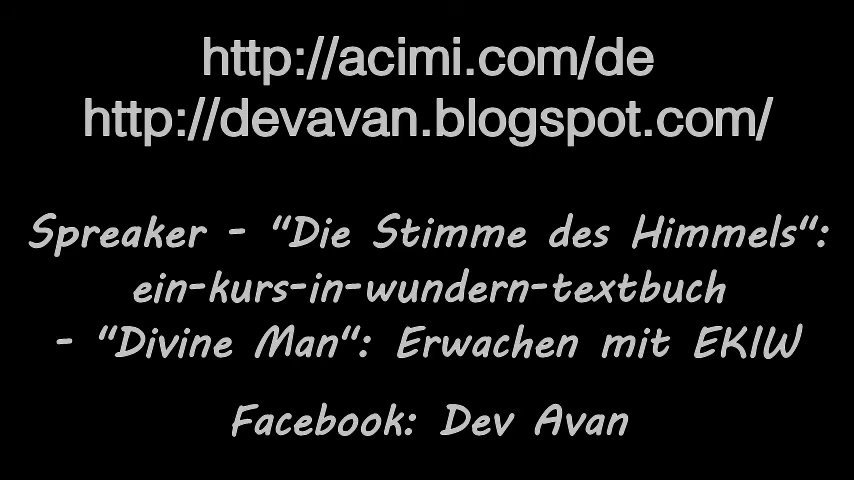 http://acimi.com/de
http://devavan.blogspot.com/
Spreaker - "Die Stimme des Himmels":
ein-kurs-in-wundern-textbuch
- "Divine Man": Erwachen mit EKIW
Facebook: Dev Avan